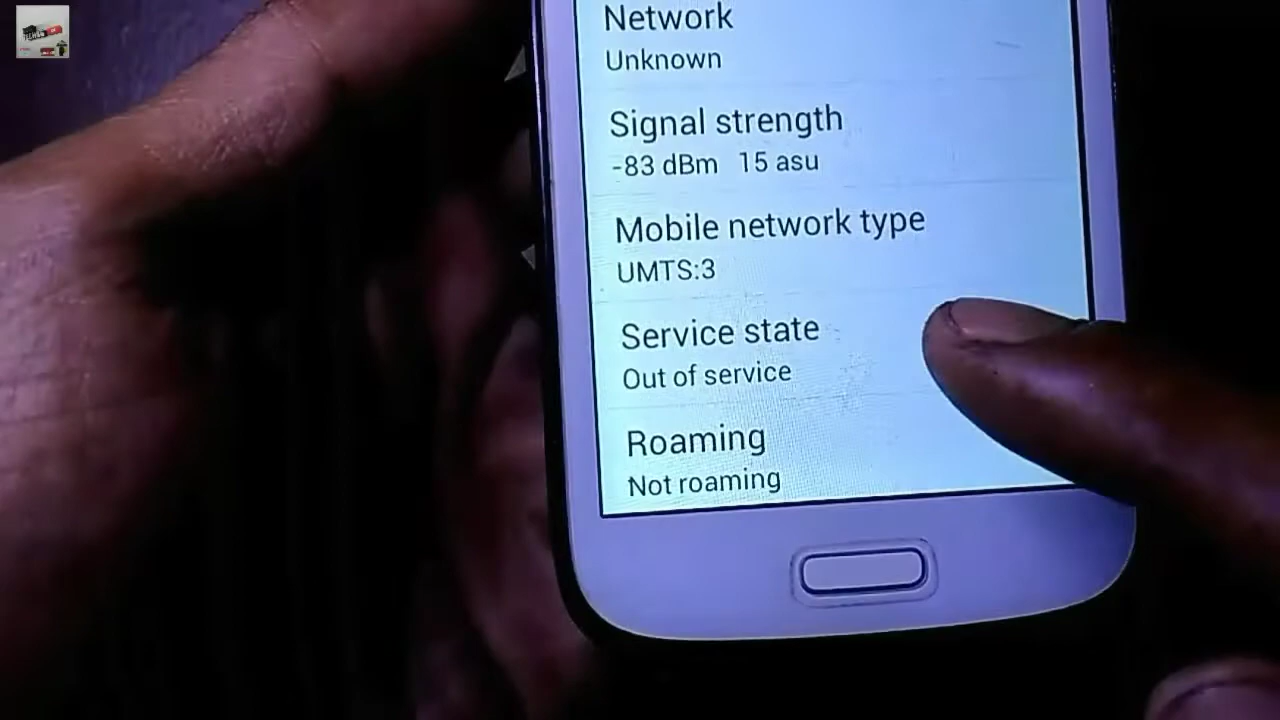 Network
Unknown
Signal strength
-83 dBm 15 asu
Mobile network type
UMTS:3
Service state
Out of service
Roaming
Not roaming